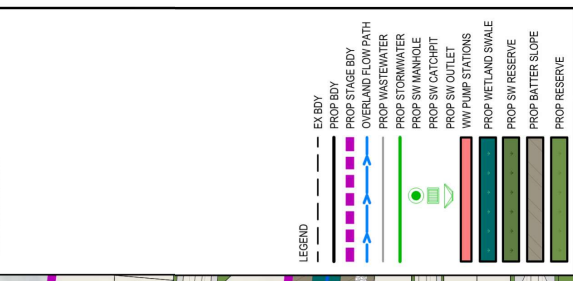 LEGEND
EX BDY
PROP BDY
PROP STAGE BDY
OVERLAND FLOW PATH
PROP WASTEWATER
PROP STORMWATER
PROP SW MANHOLE
PROP SW CATCHPIT
PROP SW OUTLET
WW PUMP STATIONS
PROP WETLAND SWALE
PROP SW RESERVE
PROP BATTER SLOPE
PROP RESERVE